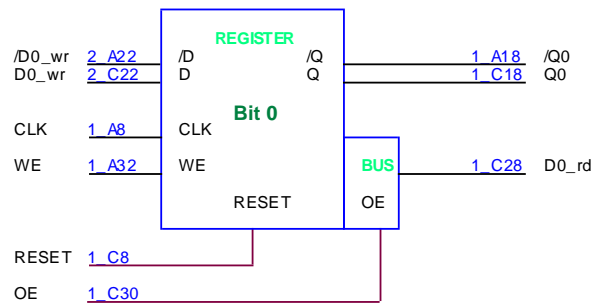 REGISTER
/D0_wr 2_A22 /D /Q 1_A18 /Q0
D0_wr 2_C22 D Q 1_C18 Q0
Bit 0
CLK 1_A8 CLK
WE 1_A32 WE BUS 1_C28 D0_rd
RESET OE
RESET 1_C8
OE 1_C30